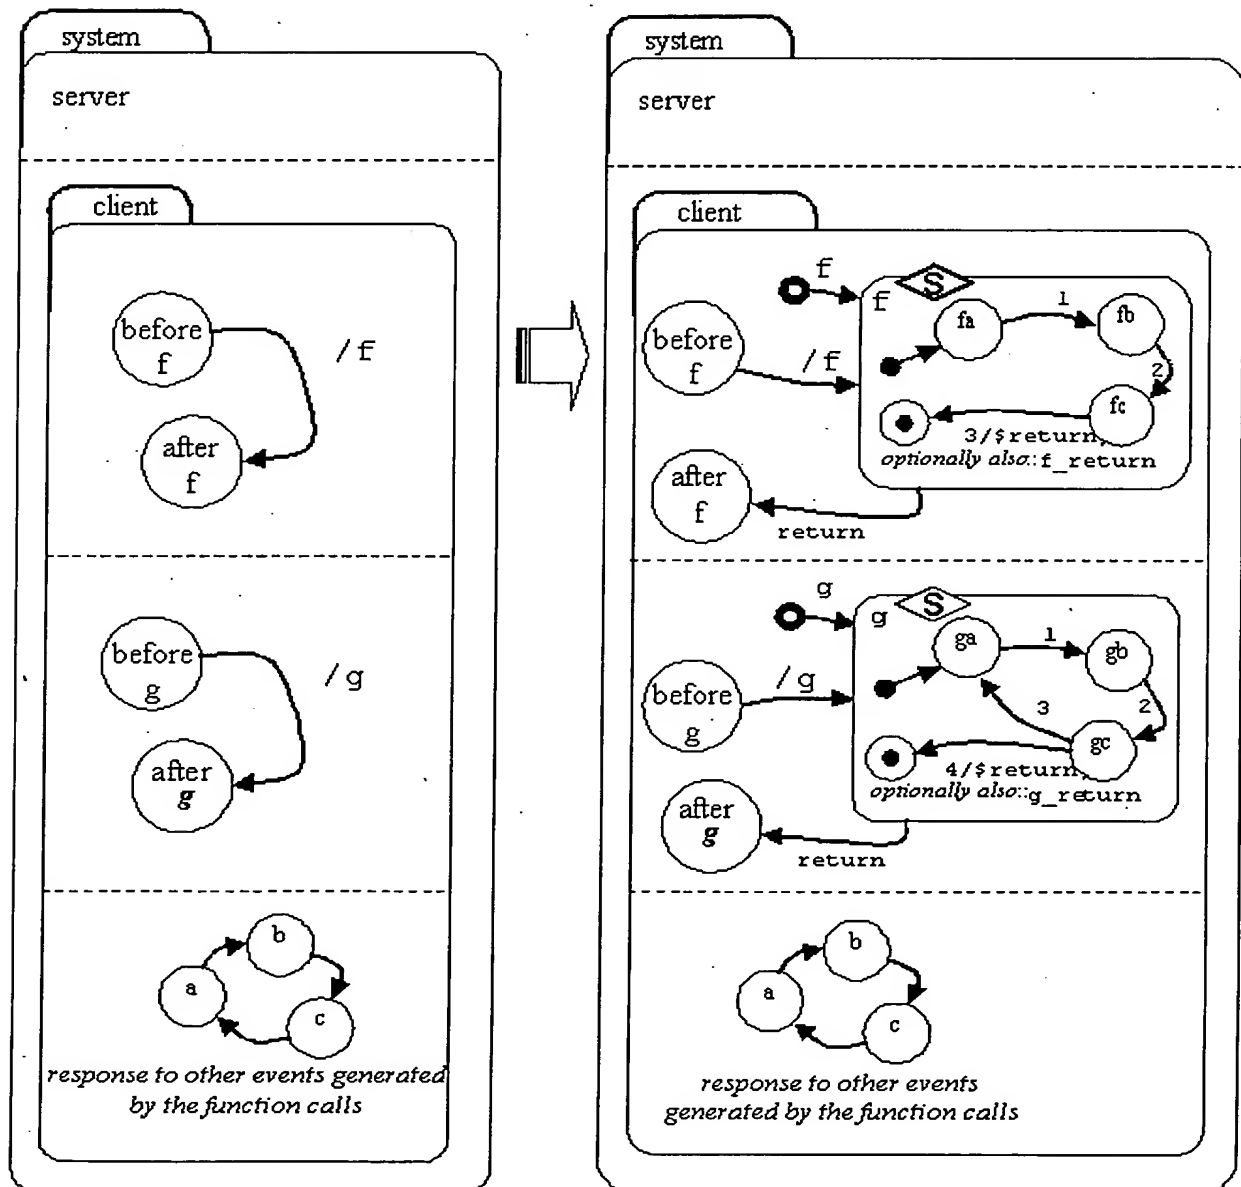 system
server
client
before
f
/f
after
f
before
g
/g
after
g
b
a
c
response to other events generated
by the function calls
system
server
client
f
S
f
fa
1
fb
before
f
/f
2
fc
3/$return,
optionally also::f_return
after
f
return
g
S
g
ga
1
gb
before
g
/g
3
2
gc
4/$return,
optionally also::g_return
after
g
return
b
a
c
response to other events
generated by the function calls